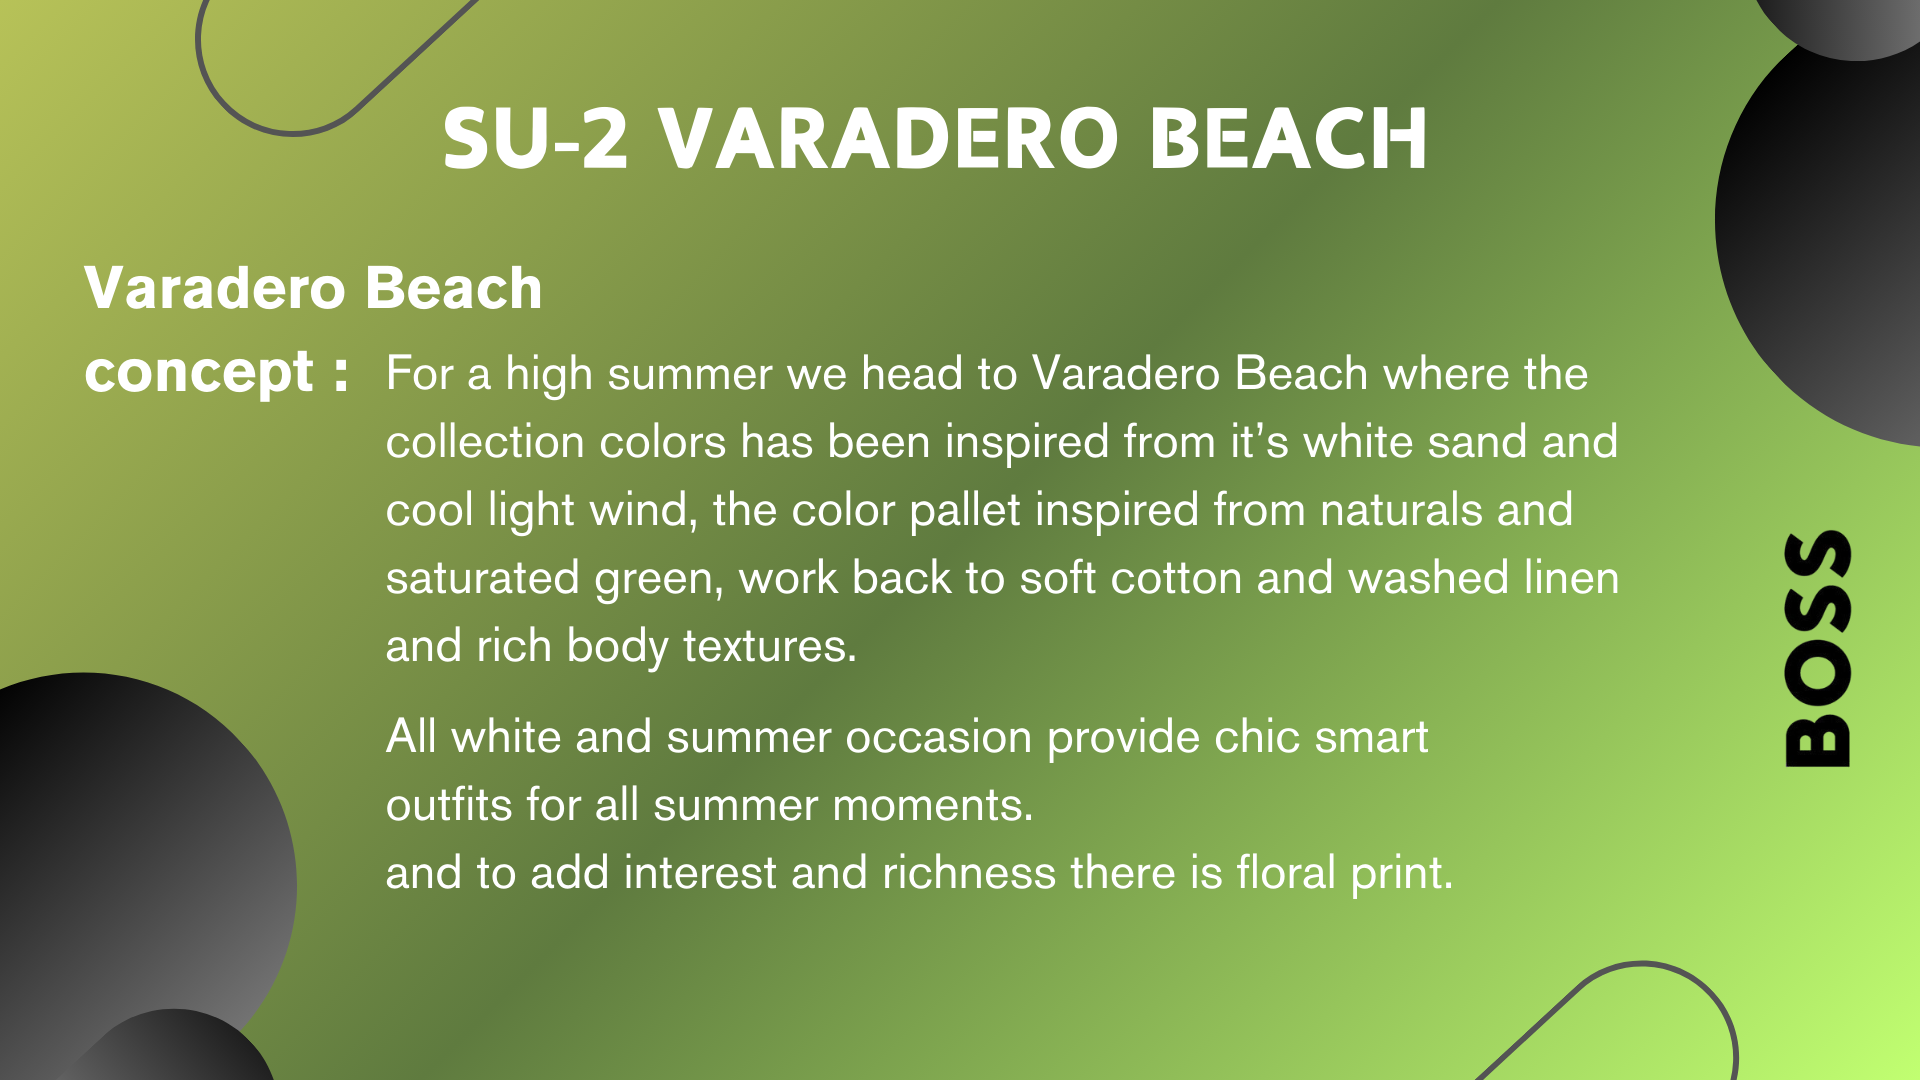 SU-2 VARADERO BEACH
Varadero Beach
concept :
For a high summer we head to Varadero Beach where the
collection colors has been inspired from it’s white sand and
cool light wind, the color pallet inspired from naturals and
saturated green, work back to soft cotton and washed linen
and rich body textures.
All white and summer occasion provide chic smart
outfits for all summer moments.
and to add interest and richness there is floral print.
BOSS